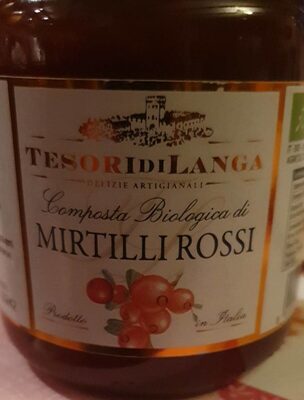 TESORIDILANGA
DELIZIE ARTIGIANALI
Composta Biologica di
MIRTILLI ROSSI
Prodotto in Italia